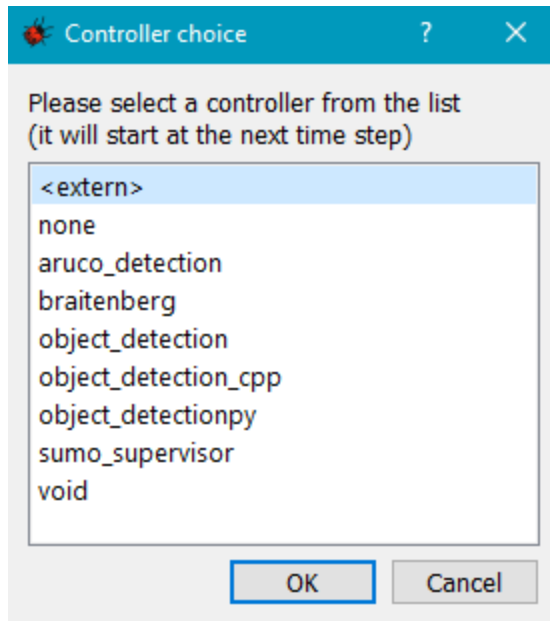 Controller choice
?
Please select a controller from the list
(it will start at the next time step)
<extern>
none
aruco_detection
braitenberg
object_detection
object_detection_cpp
object_detectionpy
sumo_supervisor
void
OK
Cancel